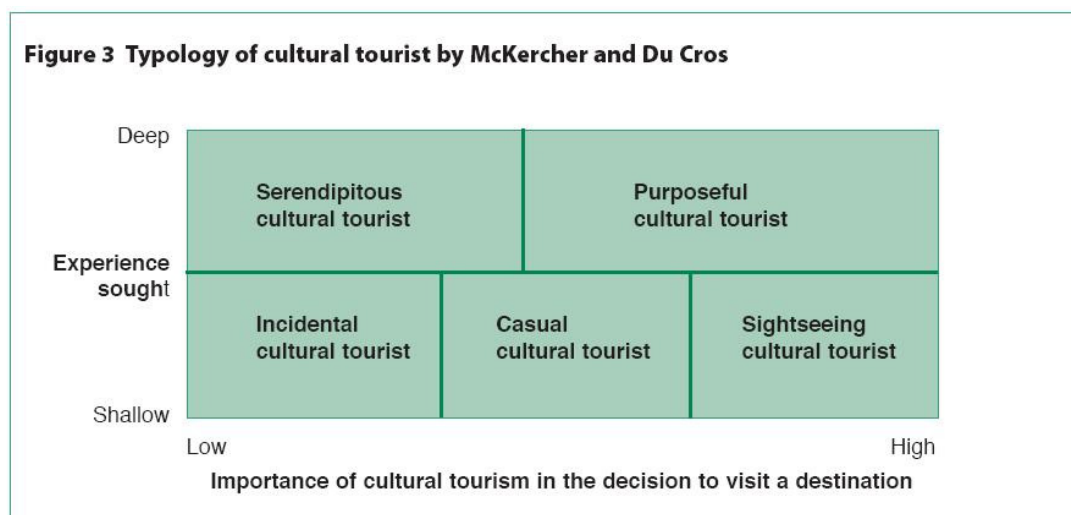 Figure 3 Typology of cultural tourist by McKercher and Du Cros
Deep
Serendipitous
cultural tourist
Purposeful
cultural tourist
Experience
sought
Incidental
cultural tourist
Casual
cultural tourist
Sightseeing
cultural tourist
Shallow
Low
High
Importance of cultural tourism in the decision to visit a destination